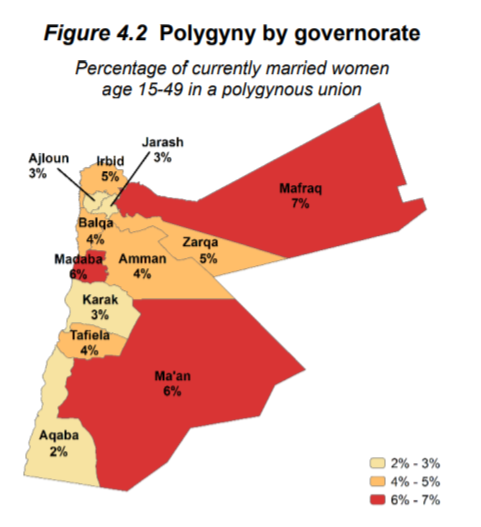 Figure 4.2 Polygyny by governorate
Percentage of currently married women
age 15-49 in a polygynous union
Jarash
3%
Ajloun
3%
Irbid
5%
Mafraq
7%
Balqa
4%
Zarqa
5%
Madaba
6%
Amman
4%
Karak
3%
Tafiela
4%
Ma'an
6%
Aqaba
2%
2% - 3%
4% - 5%
6% - 7%